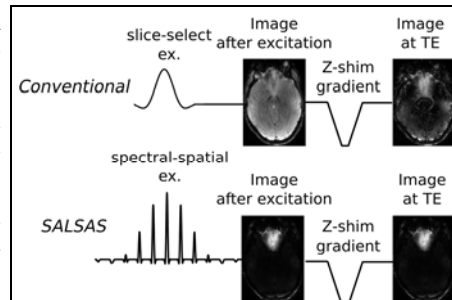 slice-select
ex.
Image
after excitation
Image
at TE
Conventional
Z-shim
gradient
spectral-spatial
ex.
Image
after excitation
Image
at TE
SALSAS
Z-shim
gradient